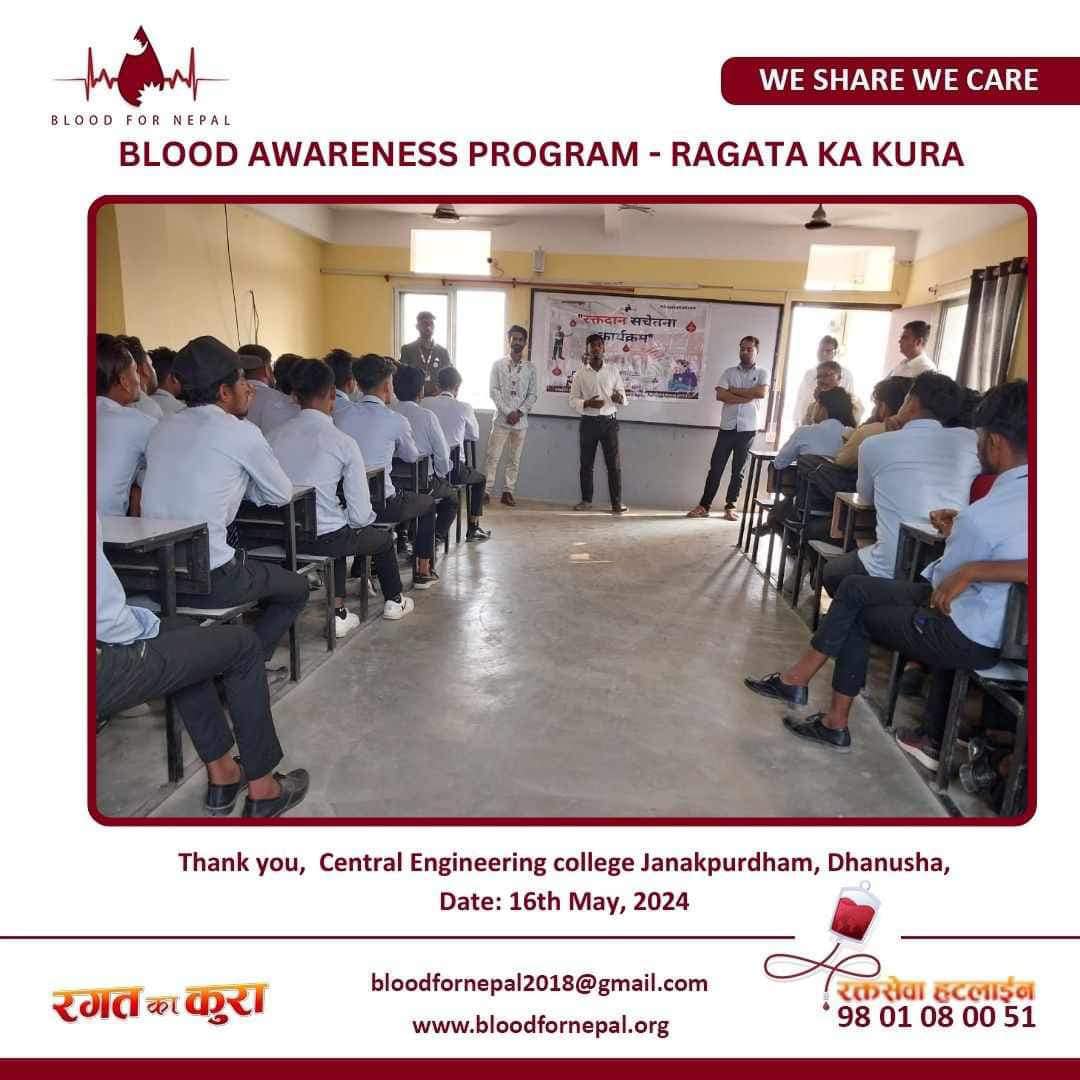 BLOOD FOR NEPAL
WE SHARE WE CARE
BLOOD AWARENESS PROGRAM - RAGATA KA KURA
"रक्तदान सचेतना
कार्यक्रम"
Thank you, Central Engineering college Janakpurdham, Dhanusha,
Date: 16th May, 2024
रगत का कुरा
bloodfornepal2018@gmail.com
www.bloodfornepal.org
रक्तसेवा हटलाईन
98 01 08 00 51